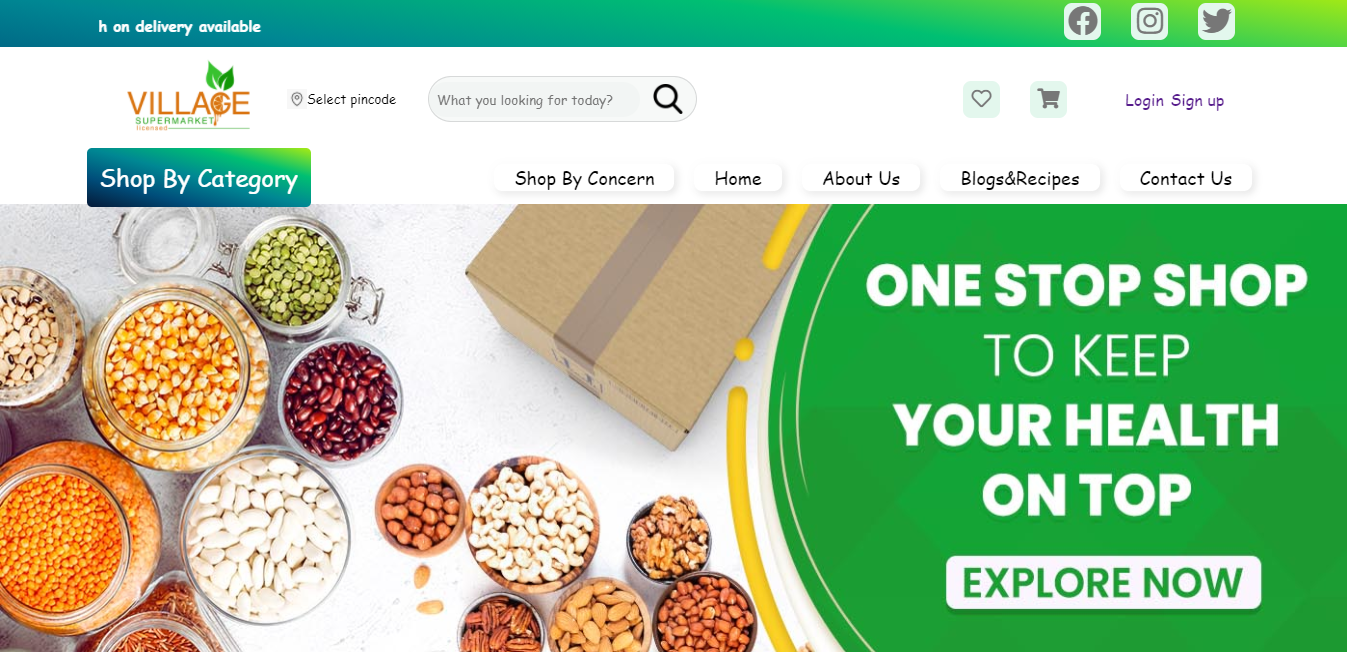 h on delivery available
VILLAGE
SUPERMARKET
licensed
Select pincode
What you looking for today?
Login Sign up
Shop By Category
Shop By Concern
Home
About Us
Blogs&Recipes
Contact Us
ONE STOP SHOP
TO KEEP
YOUR HEALTH
ON TOP
EXPLORE NOW